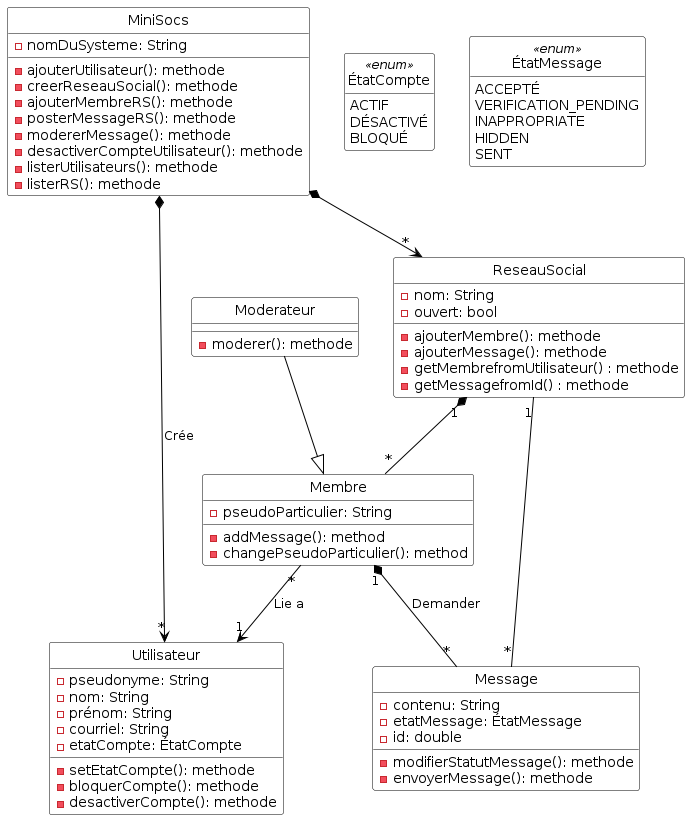 MiniSocs
nomDuSysteme: String
ajouterUtilisateur(): methode
creerReseauSocial(): methode
ajouterMembreRS(): methode
posterMessageRS(): methode
modererMessage(): methode
desactiverCompteUtilisateur(): methode
listerUtilisateurs(): methode
listerRS(): methode
«enum»
ÉtatCompte
ACTIF
DÉSACTIVÉ
BLOQUÉ
«enum»
ÉtatMessage
ACCEPTÉ
VERIFICATION_PENDING
INAPPROPRIATE
HIDDEN
SENT
*
ReseauSocial
nom: String
ouvert: bool
ajouterMembre(): methode
ajouterMessage(): methode
getMembrefromUtilisateur() : methode
getMessagefromId() : methode
Moderateur
moderer(): methode
1
1
Crée
*
Membre
pseudoParticulier: String
addMessage(): method
changePseudoParticulier(): method
*
1
Lie a
Demander
*
1
*
*
Utilisateur
pseudonyme: String
nom: String
prénom: String
courriel: String
etatCompte: ÉtatCompte
setEtatCompte(): methode
bloquerCompte(): methode
desactiverCompte(): methode
Message
contenu: String
etatMessage: ÉtatMessage
id: double
modifierStatutMessage(): methode
envoyerMessage(): methode